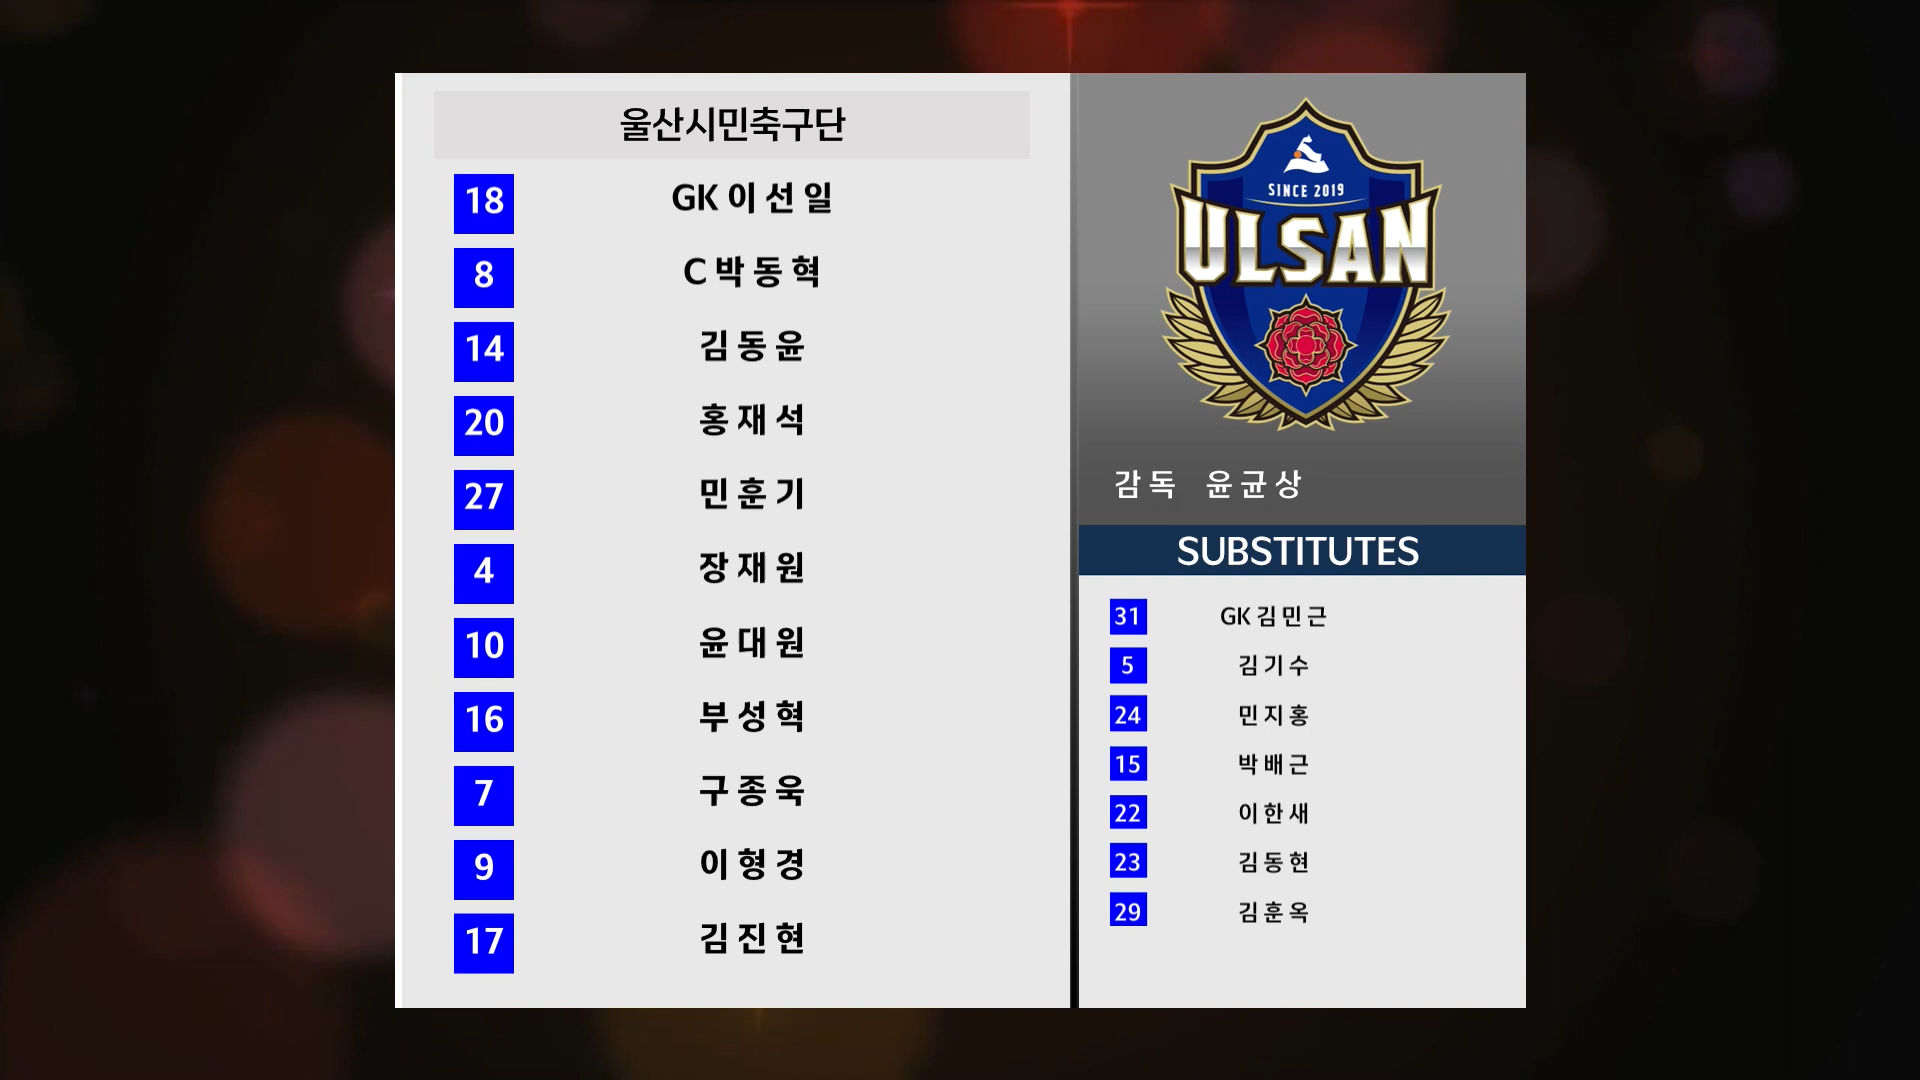 울산시민축구단
18 GK 이선일
8 C 박동혁
14 김동윤
20 홍재석
27 민훈기
4 장재원
10 윤대원
16 부성혁
7 구종욱
9 이형경
17 김진현
SINCE 2019
ULSAN
감독 윤균상
SUBSTITUTES
31 GK 김민근
5 김기수
24 민지홍
15 박배근
22 이한새
23 김동현
29 김훈옥